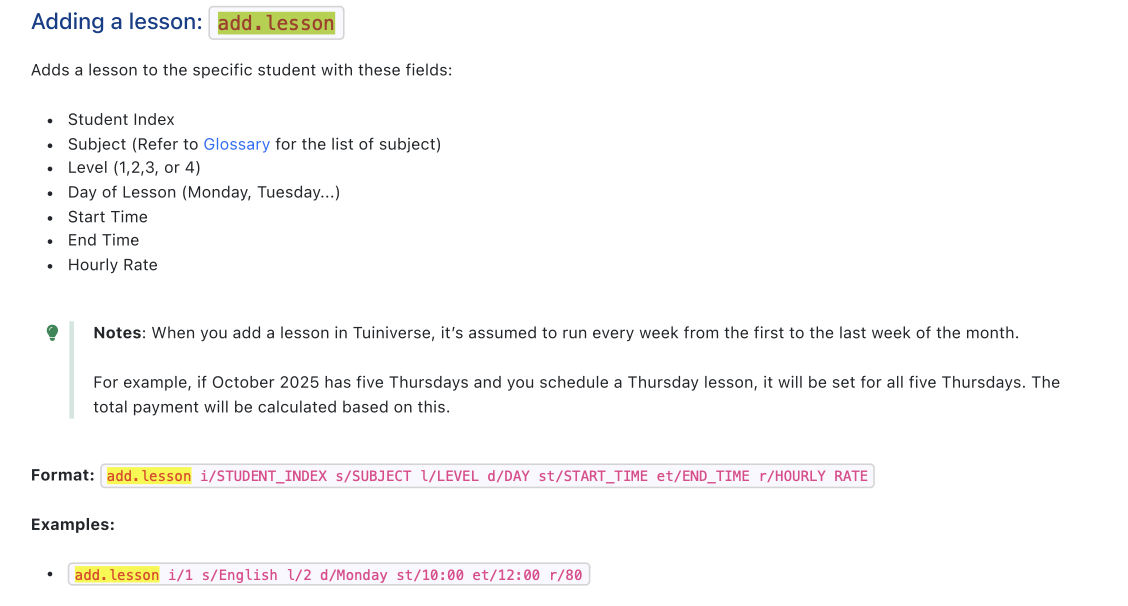 Adding a lesson: add.lesson
Adds a lesson to the specific student with these fields:
• Student Index
• Subject (Refer to Glossary for the list of subject)
• Level (1,2,3, or 4)
• Day of Lesson (Monday, Tuesday...)
• Start Time
• End Time
• Hourly Rate
Notes: When you add a lesson in Tuiniverse, it’s assumed to run every week from the first to the last week of the month.
For example, if October 2025 has five Thursdays and you schedule a Thursday lesson, it will be set for all five Thursdays. The
total payment will be calculated based on this.
Format: add.lesson i/STUDENT_INDEX s/SUBJECT l/LEVEL d/DAY st/START_TIME et/END_TIME r/HOURLY RATE
Examples:
• add.lesson i/1 s/English l/2 d/Monday st/10:00 et/12:00 r/80